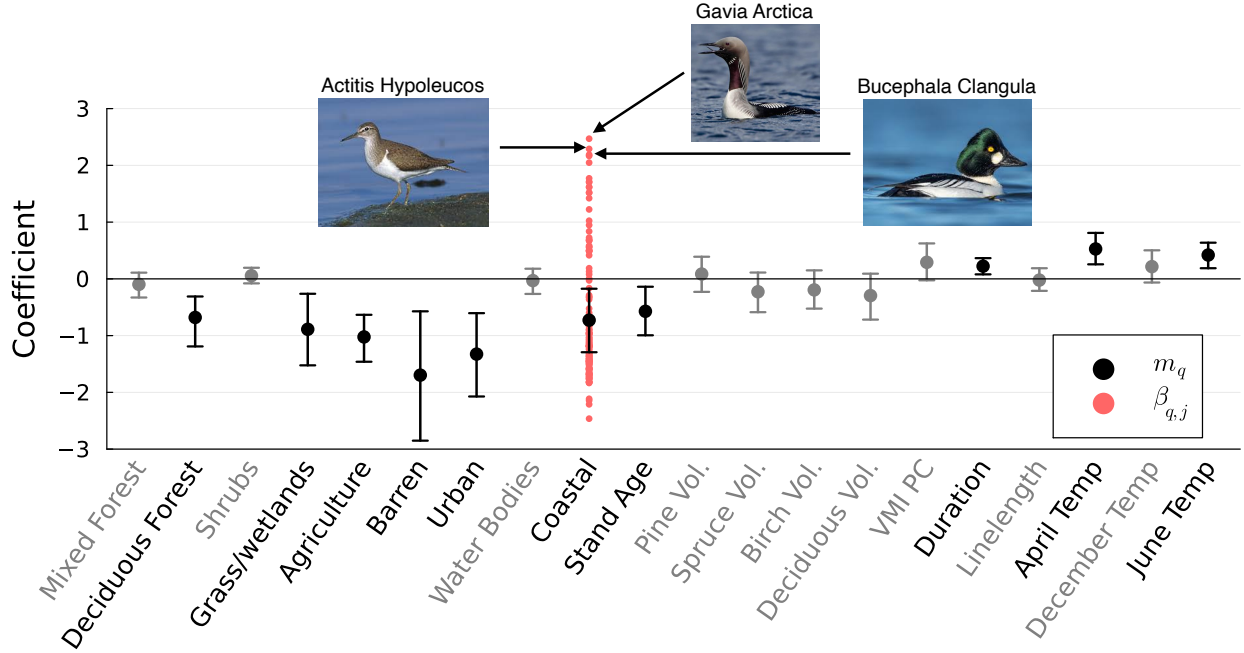 Gavia Arctica
Actitis Hypoleucos
Bucephala Clangula
Coefficient
3
2
1
0
−1
−2
−3
m_q
β_{q,j}
Mixed Forest
Deciduous Forest
Shrubs
Grass/wetlands
Agriculture
Barren
Urban
Water Bodies
Coastal
Stand Age
Pine Vol.
Spruce Vol.
Birch Vol.
Deciduous Vol.
VMI PC
Duration
Linelength
April Temp
December Temp
June Temp